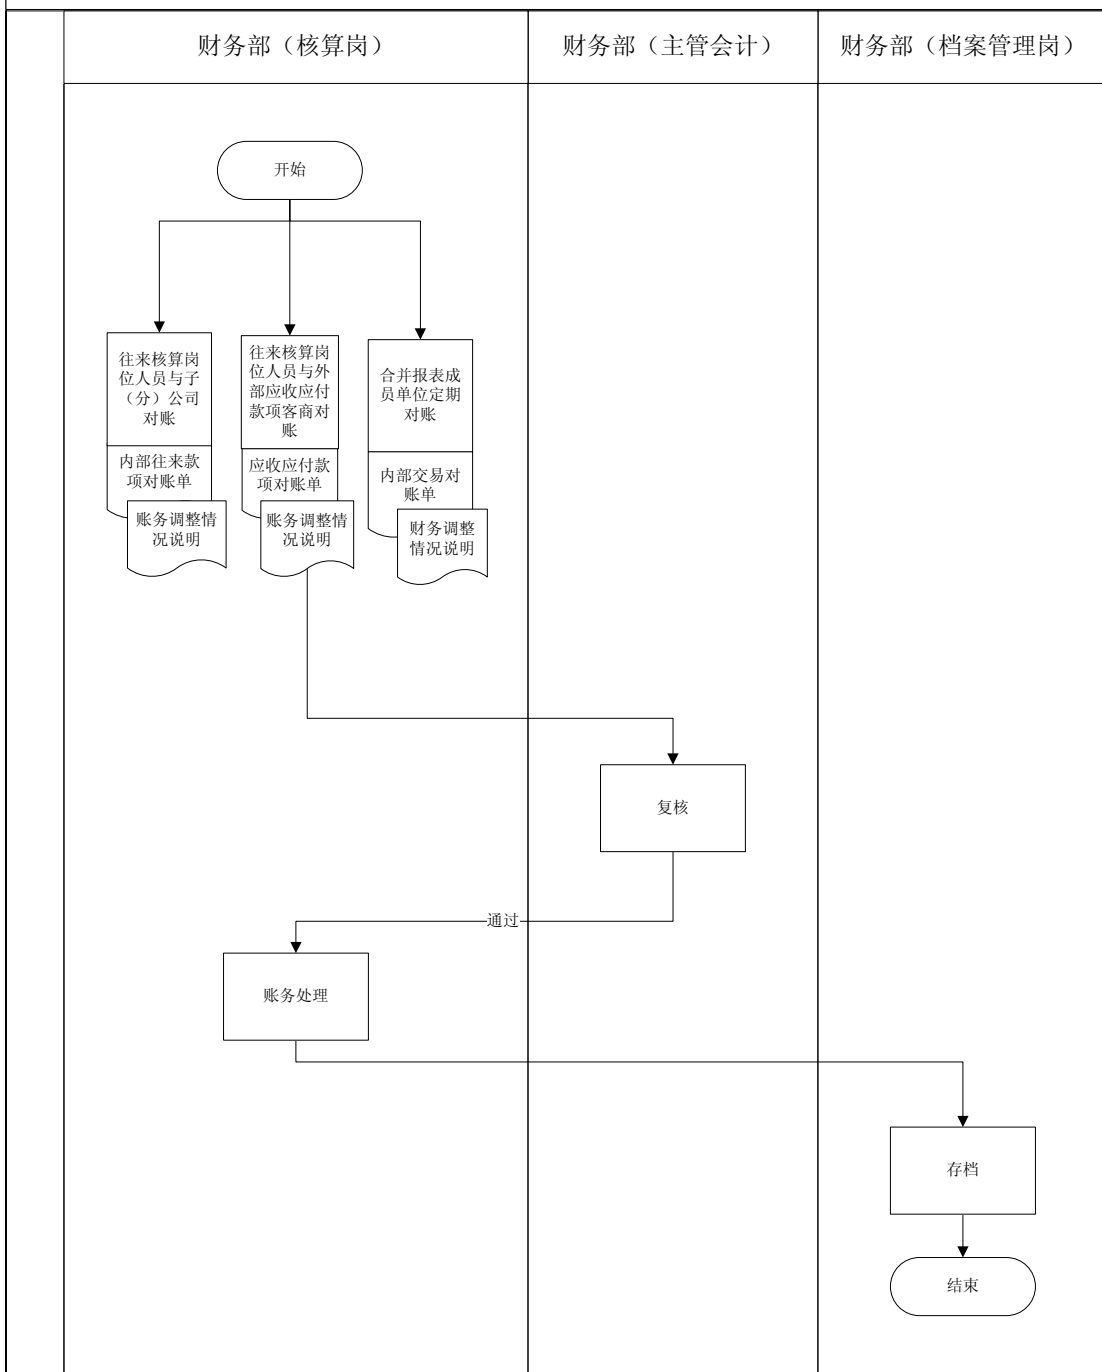 财务部（核算岗）
财务部（主管会计）
财务部（档案管理岗）
开始
往来核算岗
位人员与子
（分）公司
对账
往来核算岗
位人员与外
部应收应付
款项客商对
账
合并报表成
员单位定期
对账
内部往来款
项对账单
应收应付款
项对账单
内部交易对
账单
账务调整情
况说明
账务调整情
况说明
财务调整
情况说明
复核
通过
账务处理
存档
结束